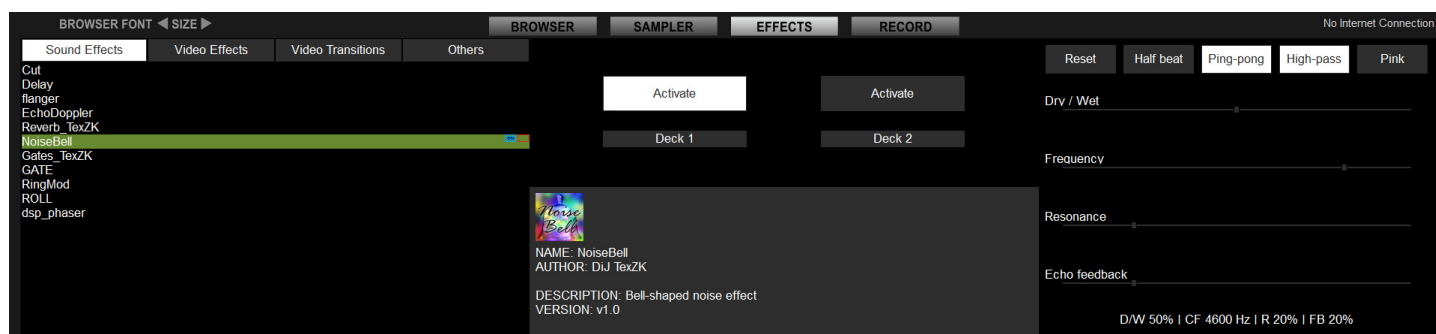 BROWSER FONT SIZE
BROWSER SAMPLER EFFECTS RECORD
No Internet Connection
Sound Effects Video Effects Video Transitions Others
Cut
Delay
flanger
EchoDoppler
Reverb_TexZK
NoiseBell ON
Gates_TexZK
GATE
RingMod
ROLL
dsp_phaser
Activate Activate
Deck 1 Deck 2
Noise
Bell
NAME: NoiseBell
AUTHOR: DiJ TexZK
DESCRIPTION: Bell-shaped noise effect
VERSION: v1.0
Reset Half beat Ping-pong High-pass Pink
Dry / Wet
Frequency
Resonance
Echo feedback
D/W 50% | CF 4600 Hz | R 20% | FB 20%